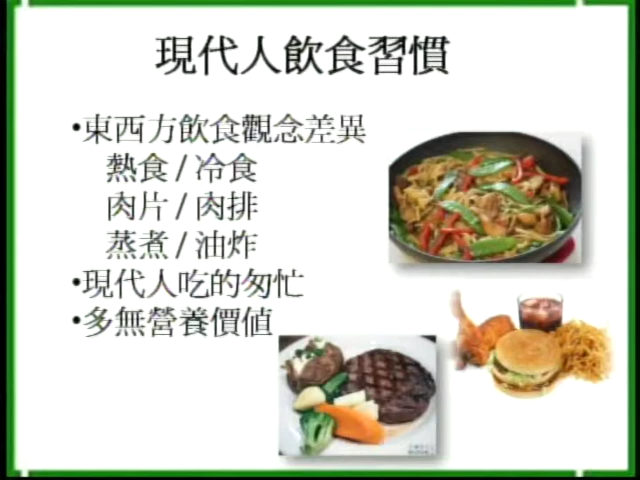 現代人飲食習慣
•東西方飲食觀念差異
熱食 / 冷食
肉片 / 肉排
蒸煮 / 油炸
•現代人吃的匆忙
•多無營養價值